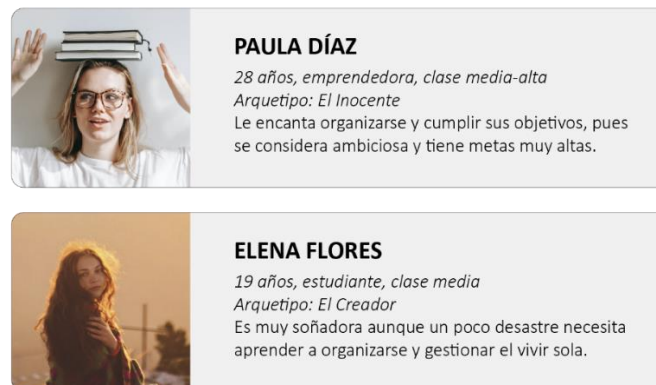 PAULA DÍAZ
28 años, emprendedora, clase media-alta
Arquetipo: El Inocente
Le encanta organizarse y cumplir sus objetivos, pues
se considera ambiciosa y tiene metas muy altas.
ELENA FLORES
19 años, estudiante, clase media
Arquetipo: El Creador
Es muy soñadora aunque un poco desastre necesita
aprender a organizarse y gestionar el vivir sola.